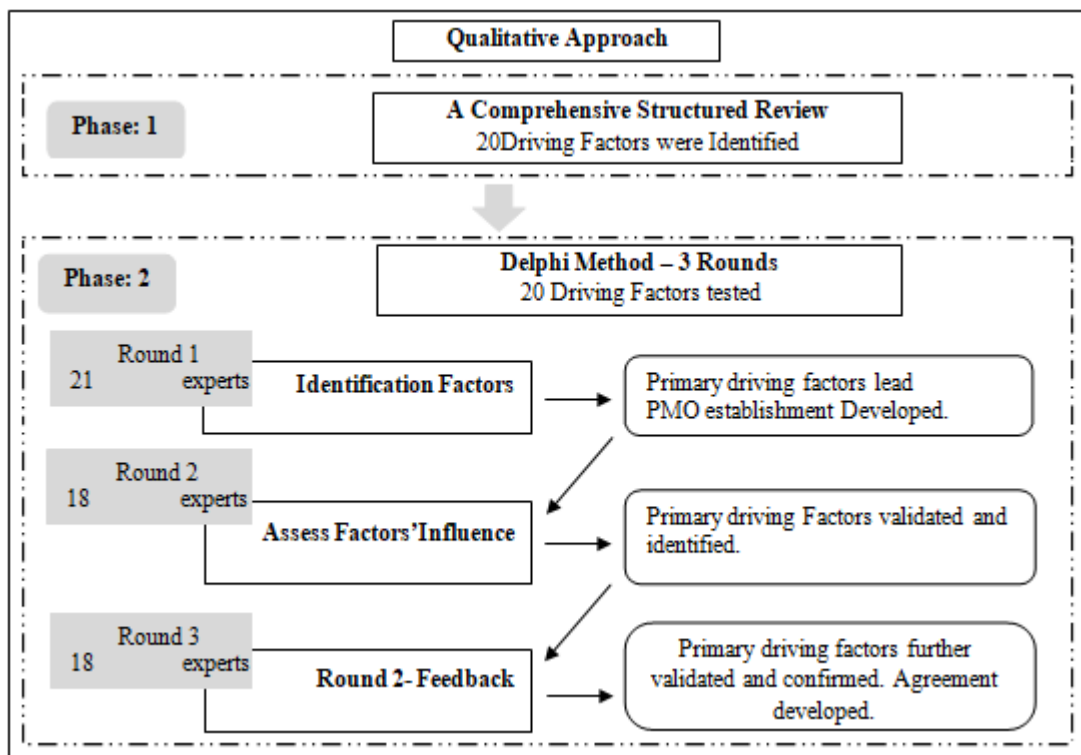 Qualitative Approach
Phase: 1
A Comprehensive Structured Review
20Driving Factors were Identified
Phase: 2
Delphi Method – 3 Rounds
20 Driving Factors tested
Round 1
21 experts
Identification Factors
Primary driving factors lead
PMO establishment Developed.
Round 2
18 experts
Assess Factors’Influence
Primary driving Factors validated and
identified.
Round 3
18 experts
Round 2- Feedback
Primary driving factors further
validated and confirmed. Agreement
developed.